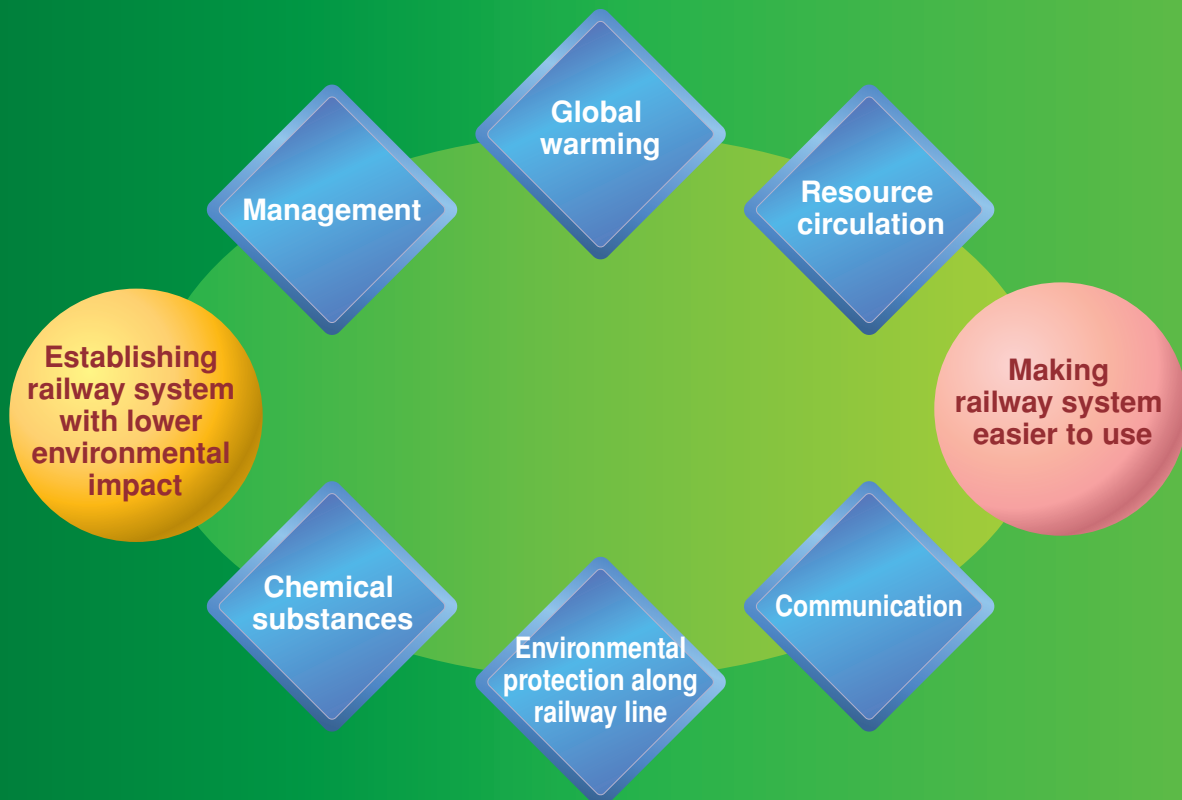 Global
warming
Management
Resource
circulation
Establishing
railway system
with lower
environmental
impact
Making
railway system
easier to use
Chemical
substances
Environmental
protection along
railway line
Communication